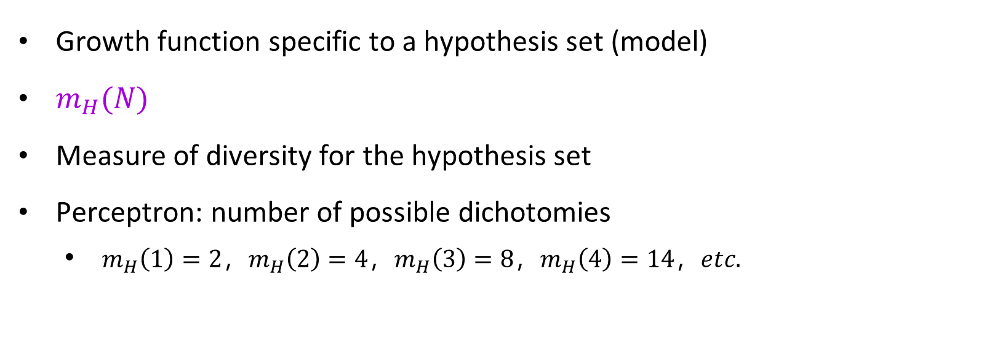 • Growth function specific to a hypothesis set (model)
• m_H(N)
• Measure of diversity for the hypothesis set
• Perceptron: number of possible dichotomies
• m_H(1) = 2, m_H(2) = 4, m_H(3) = 8, m_H(4) = 14, etc.